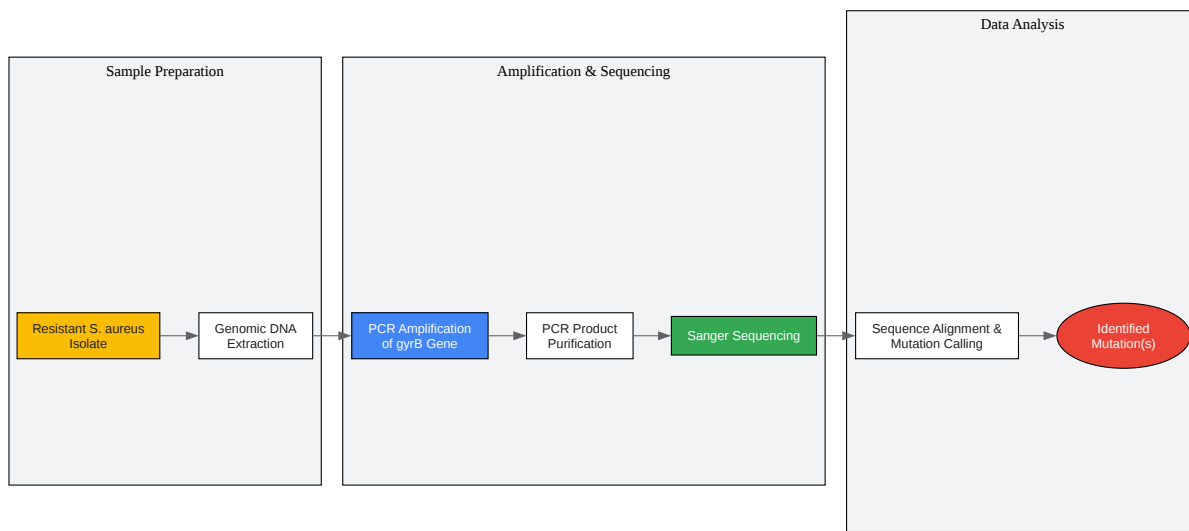 Sample Preparation
Resistant S. aureus
Isolate
Genomic DNA
Extraction
Amplification & Sequencing
PCR Amplification
of gyrB Gene
PCR Product
Purification
Sanger Sequencing
Data Analysis
Sequence Alignment &
Mutation Calling
Identified
Mutation(s)